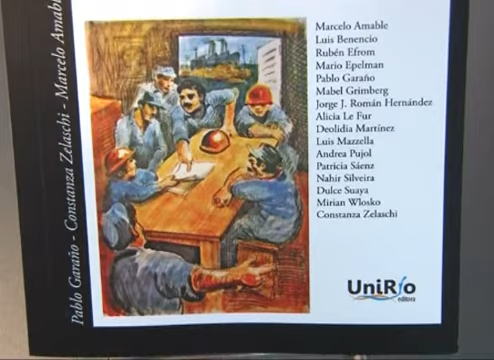 Pablo Garaño - Constanza Zelaschi - Marcelo Amable
Marcelo Amable
Luis Benencio
Rubén Efrom
Mario Epelman
Pablo Garaño
Mabel Grimberg
Jorge J. Román Hernández
Alicia Le Fur
Deolidia Martínez
Luis Mazzella
Andrea Pujol
Patricia Sáenz
Nahir Silveira
Dulce Suaya
Mirian Wlosko
Constanza Zelaschi
UniRío
editora